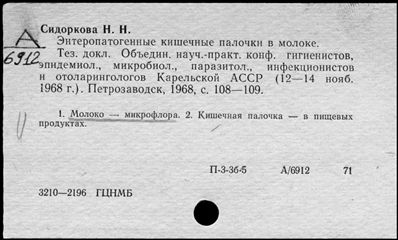 А
6912
Сидоркова Н. Н.
Энтеропатогенные кишечные палочки в молоке.
Тез. докл. Объедин. науч.-практ. конф. гигиенистов,
эпидемиол., микробиол., паразитол., инфекционистов
и отоларингологов Карельской АССР (12—14 нояб.
1968 г.). Петрозаводск, 1968, с. 108—109.
1. Молоко — микрофлора. 2. Кишечная палочка — в пищевых
продуктах.
П-3-3б-5 А/6912 71
3210—2196 ГЦНМБ